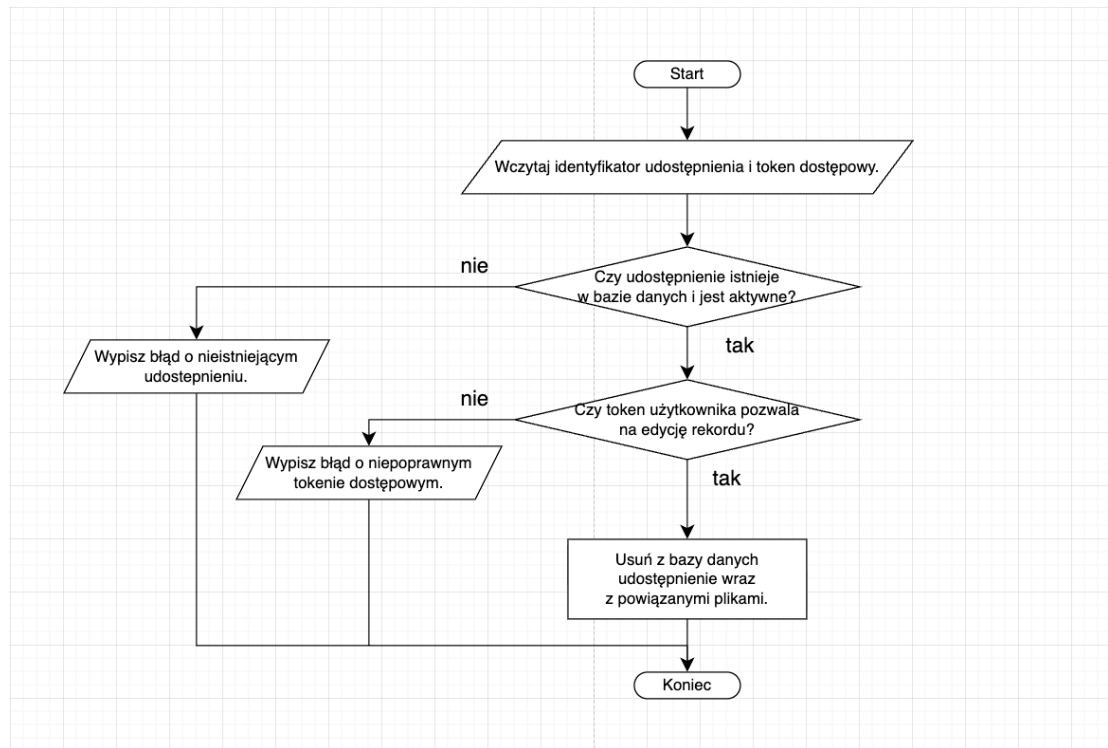 Start
Wczytaj identyfikator udostępnienia i token dostępowy.
nie
Czy udostępnienie istnieje
w bazie danych i jest aktywne?
tak
Wypisz błąd o nieistniejącym
udostepnieniu.
nie
Czy token użytkownika pozwala
na edycję rekordu?
tak
Wypisz błąd o niepoprawnym
tokenie dostępowym.
Usuń z bazy danych
udostępnienie wraz
z powiązanymi plikami.
Koniec